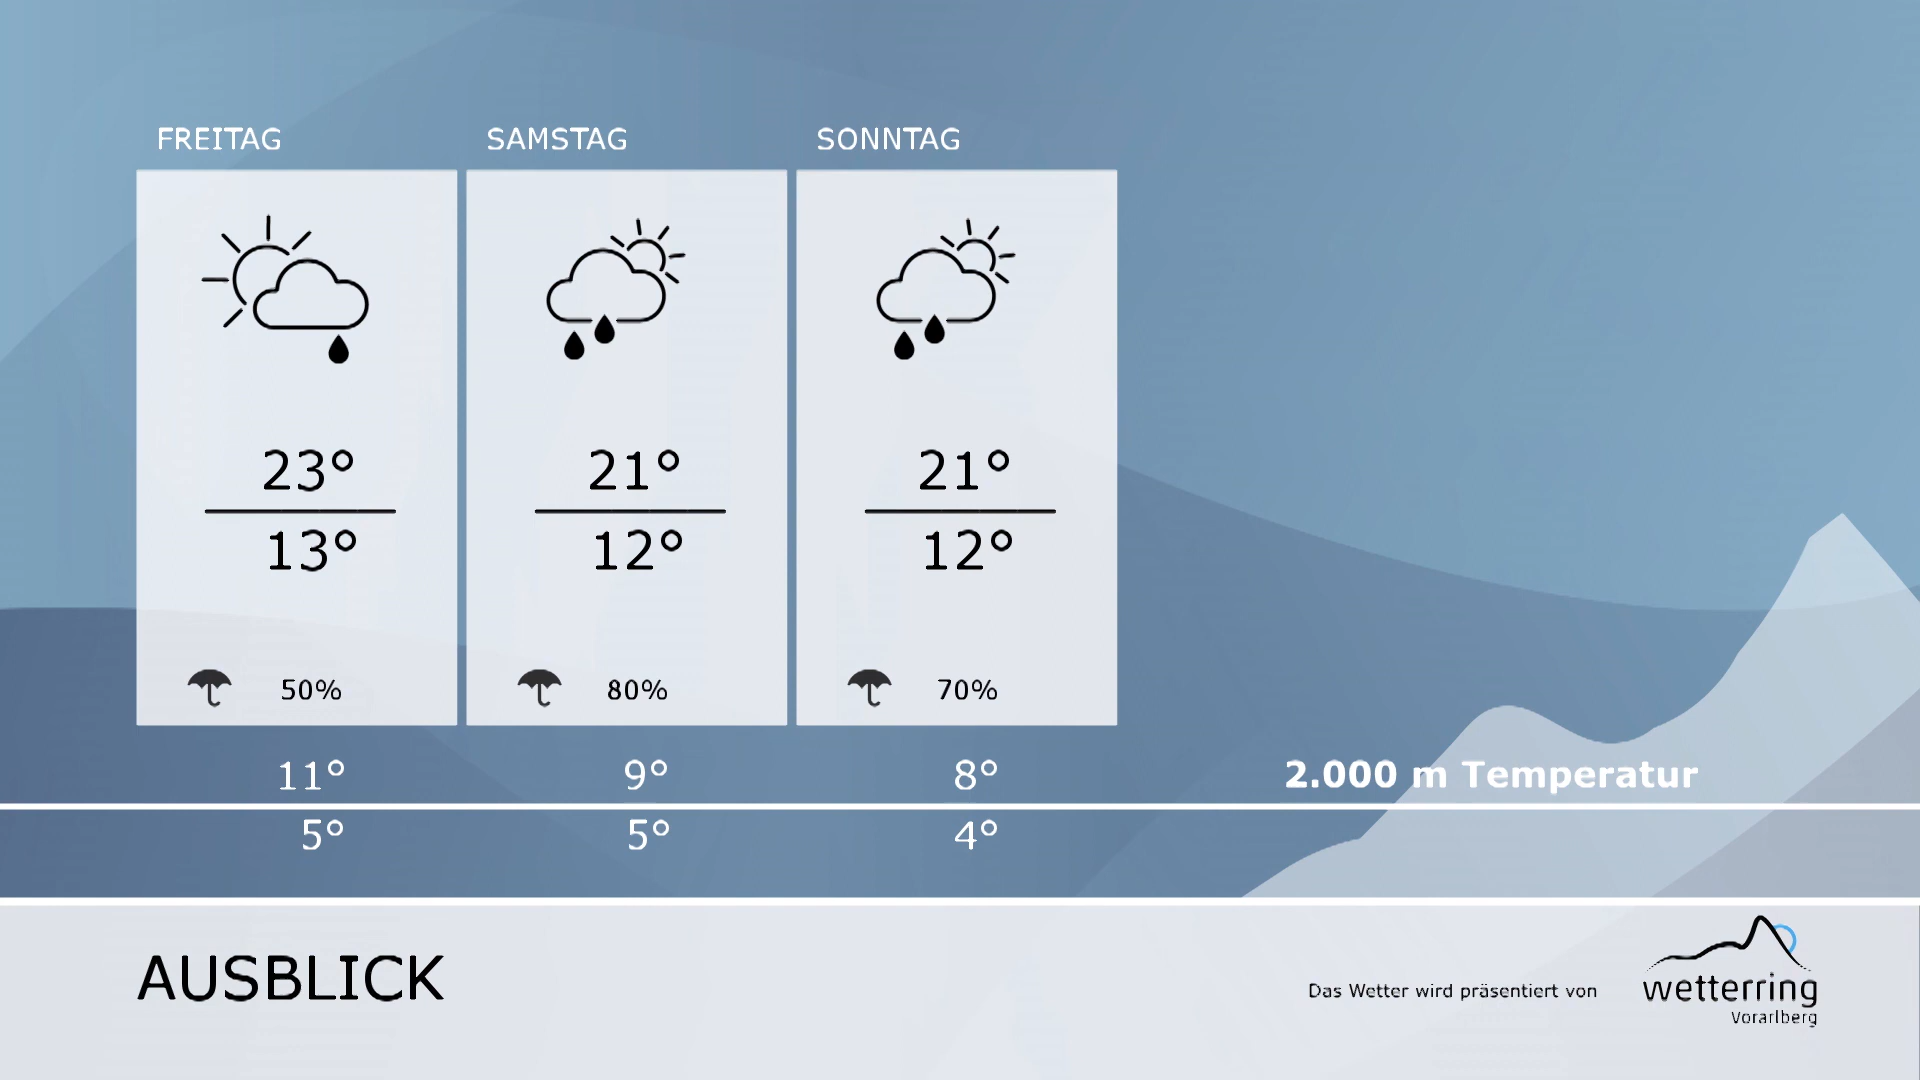 FREITAG SAMSTAG SONNTAG
23° 21° 21°
13° 12° 12°
50% 80% 70%
11° 9° 8° 2.000 m Temperatur
5° 5° 4°
AUSBLICK
Das Wetter wird präsentiert von
wetterring
Vorarlberg